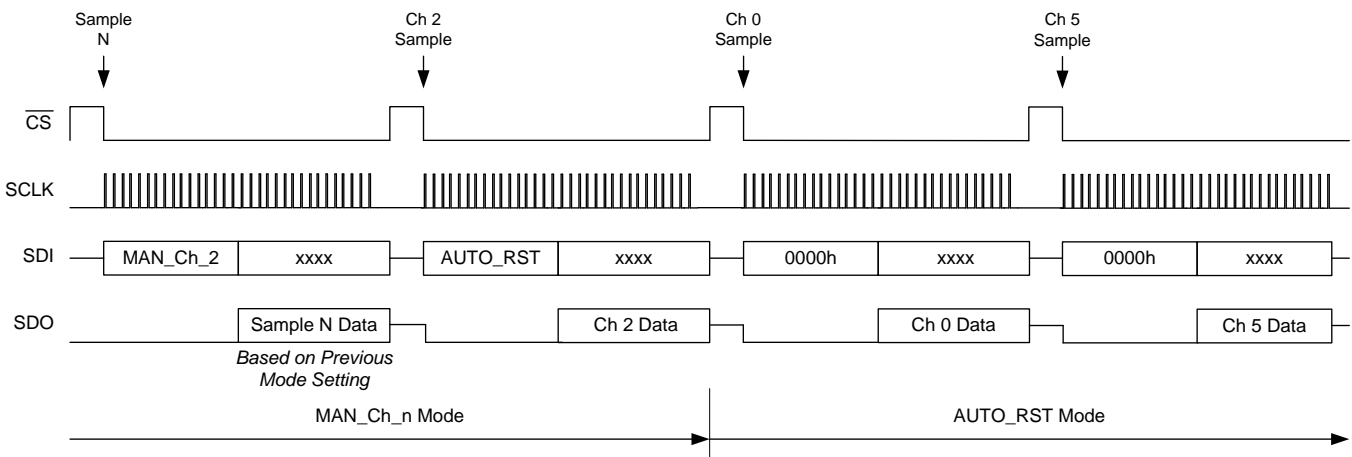 Sample
N
Ch 2
Sample
Ch 0
Sample
Ch 5
Sample
CS
SCLK
SDI
MAN_Ch_2
xxxx
AUTO_RST
xxxx
0000h
xxxx
0000h
xxxx
SDO
Sample N Data
Ch 2 Data
Ch 0 Data
Ch 5 Data
Based on Previous
Mode Setting
MAN_Ch_n Mode
AUTO_RST Mode